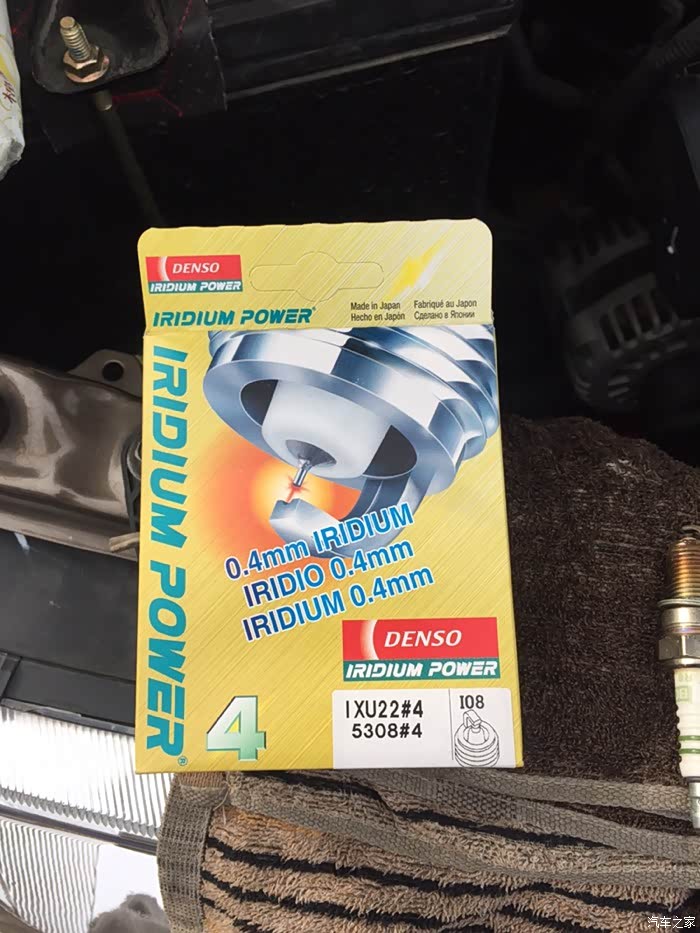 DENSO
IRIDIUM POWER
IRIDIUM POWER®
Made in Japan Fabriqué au Japon
Hecho en Japón Сделано в Японии
IRIDIUM POWER®
0.4mm IRIDIUM
IRIDIO 0.4mm
IRIDIUM 0.4mm
DENSO
IRIDIUM POWER
4
IXU22#4
5308#4
I08
汽车之家